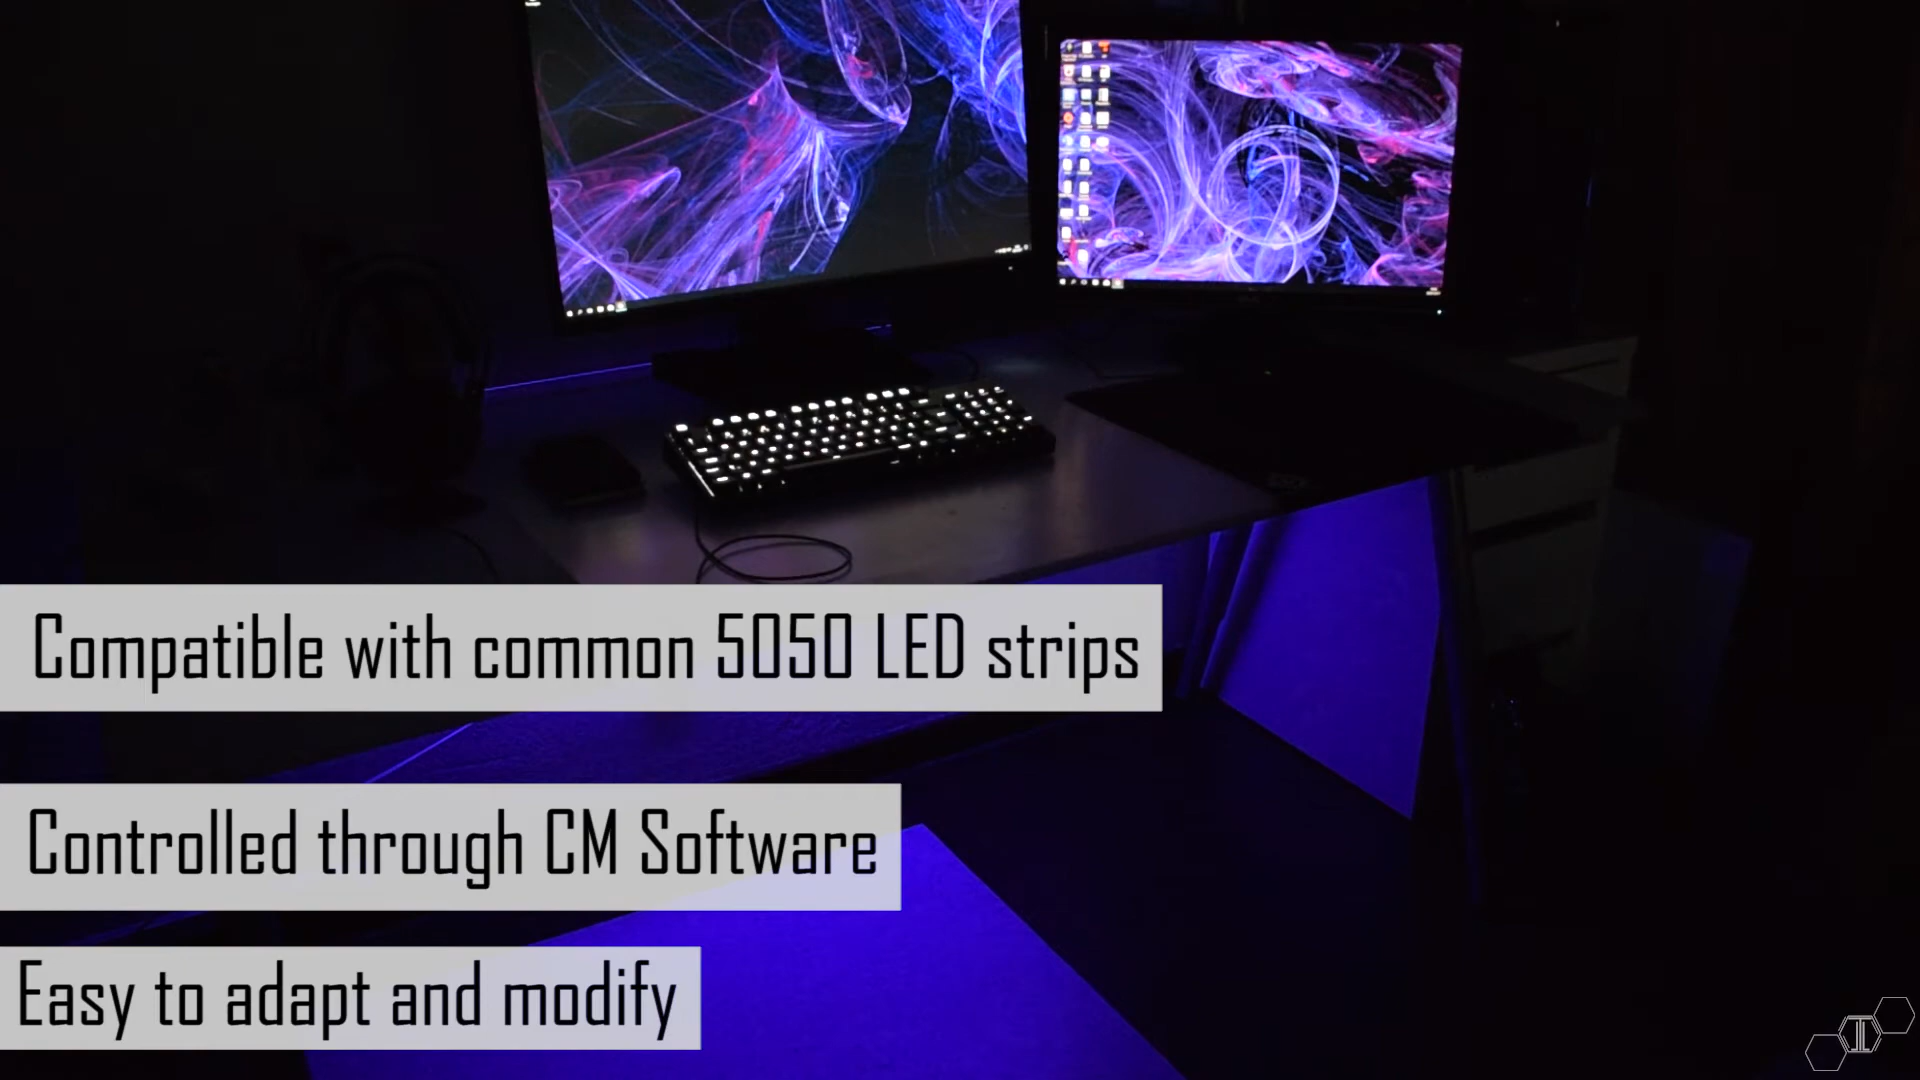 Compatible with common 5050 LED strips
Controlled through CM Software
Easy to adapt and modify